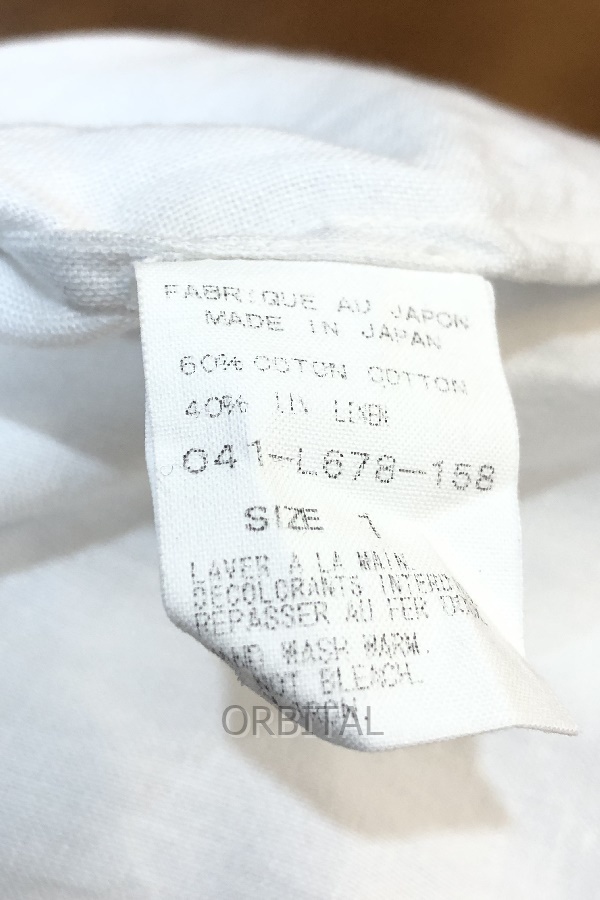 FABRIQUE AU JAPON
MADE IN JAPAN
60% COTON COTTON
40% LIN LINEN
041-L678-158
SIZE 1
LAVER A LA MAIN.
DECOLORANTS
REPASSER AU FER
WASH WARM.
BLEACH.
ORBITAL